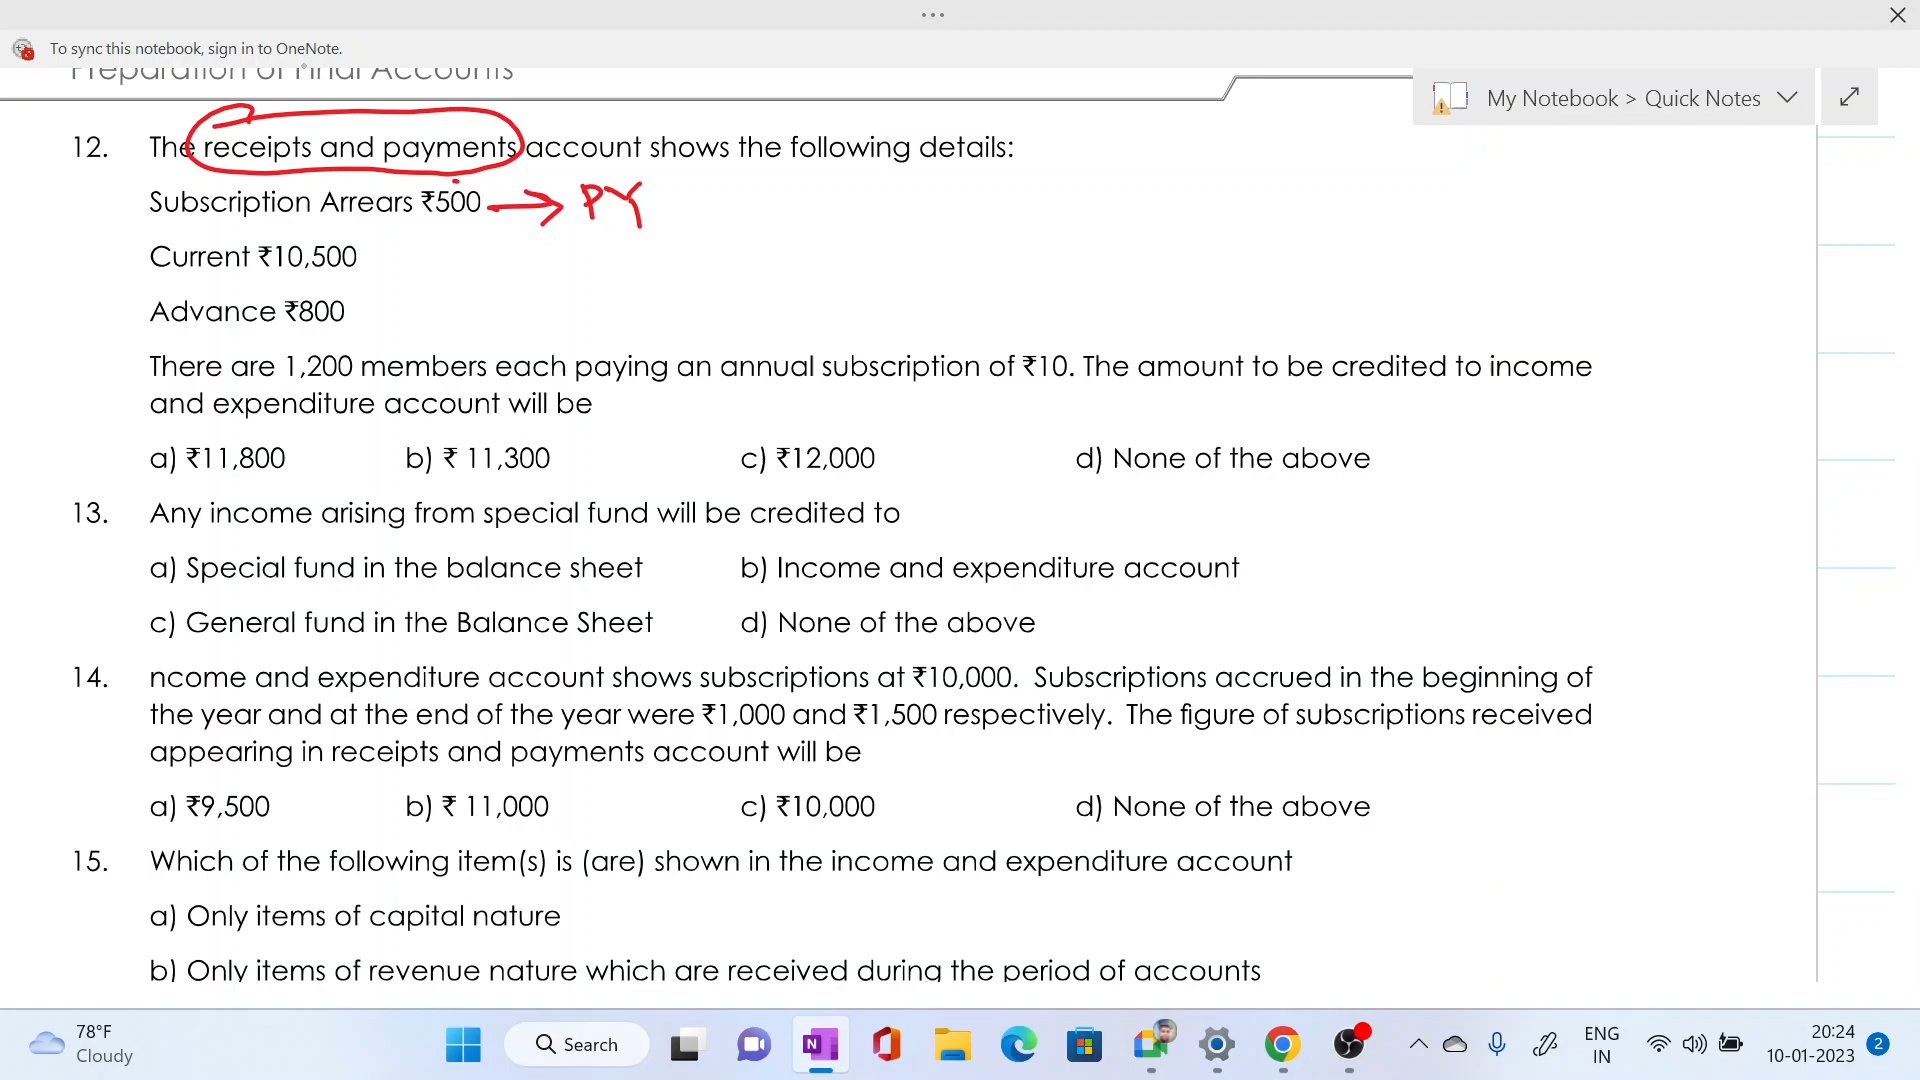 To sync this notebook, sign in to OneNote.
Preparation of Final Accounts
My Notebook > Quick Notes
12. The receipts and payments account shows the following details:
Subscription Arrears ₹500 → PY
Current ₹10,500
Advance ₹800
There are 1,200 members each paying an annual subscription of ₹10. The amount to be credited to income
and expenditure account will be
a) ₹11,800 b) ₹ 11,300 c) ₹12,000 d) None of the above
13. Any income arising from special fund will be credited to
a) Special fund in the balance sheet b) Income and expenditure account
c) General fund in the Balance Sheet d) None of the above
14. ncome and expenditure account shows subscriptions at ₹10,000. Subscriptions accrued in the beginning of
the year and at the end of the year were ₹1,000 and ₹1,500 respectively. The figure of subscriptions received
appearing in receipts and payments account will be
a) ₹9,500 b) ₹ 11,000 c) ₹10,000 d) None of the above
15. Which of the following item(s) is (are) shown in the income and expenditure account
a) Only items of capital nature
b) Only items of revenue nature which are received during the period of accounts
78°F
Cloudy
Search
ENG
IN
20:24
10-01-2023
2